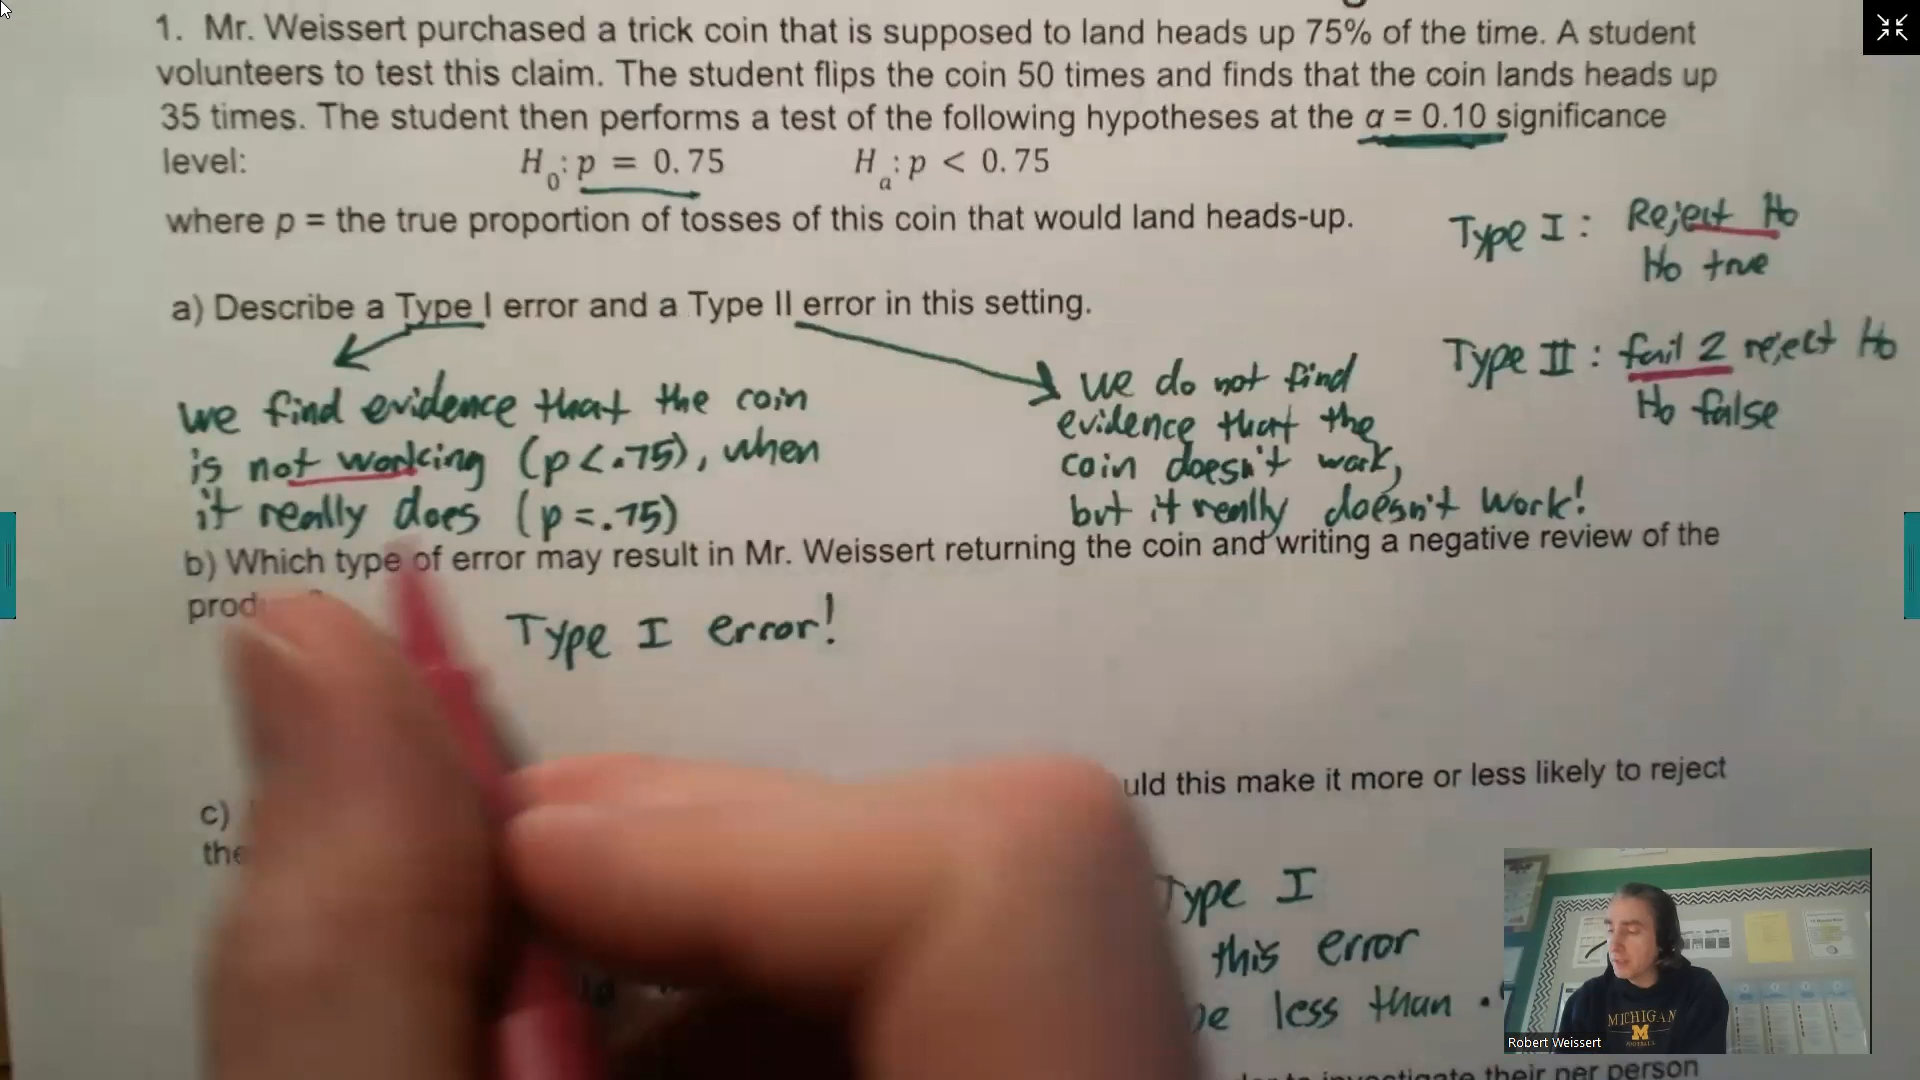 1. Mr. Weissert purchased a trick coin that is supposed to land heads up 75% of the time. A student
volunteers to test this claim. The student flips the coin 50 times and finds that the coin lands heads up
35 times. The student then performs a test of the following hypotheses at the α = 0.10 significance
level: H₀: p = 0.75 Hₐ: p < 0.75
where p = the true proportion of tosses of this coin that would land heads-up.
Type I : Reject Ho
Ho true
a) Describe a Type I error and a Type II error in this setting.
Type II : fail 2 reject Ho
Ho false
we find evidence that the coin
is not working (p<.75), when
it really does (p=.75)
we do not find
evidence that the
coin doesn't work,
but it really doesn't work!
b) Which type of error may result in Mr. Weissert returning the coin and writing a negative review of the
Type I error!
c)
this make it more or less likely to reject
Type I
this error
less than
investigate their per person
MICHIGAN
M
FOOTBALL
Robert Weissert